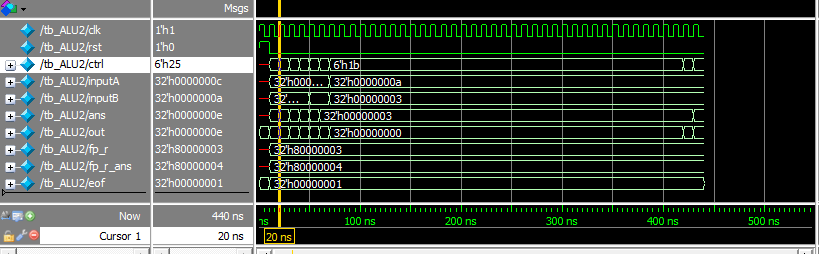 Msgs
/tb_ALU2/clk 1'h1
/tb_ALU2/rst 1'h0
/tb_ALU2/ctrl 6'h25 6'h1b
/tb_ALU2/inputA 32'h0000000c 32'h000... 32'h0000000a
/tb_ALU2/inputB 32'h0000000a 32'... 32'h00000003
/tb_ALU2/ans 32'h0000000e 32'h00000003
/tb_ALU2/out 32'h0000000e 32'h00000000
/tb_ALU2/fp_r 32'h80000003 32'h80000003
/tb_ALU2/fp_r_ans 32'h80000004 32'h80000004
/tb_ALU2/eof 32'h00000001 32'h00000001
Now 440 ns ns 100 ns 200 ns 300 ns 400 ns 500 ns
Cursor 1 20 ns 20 ns